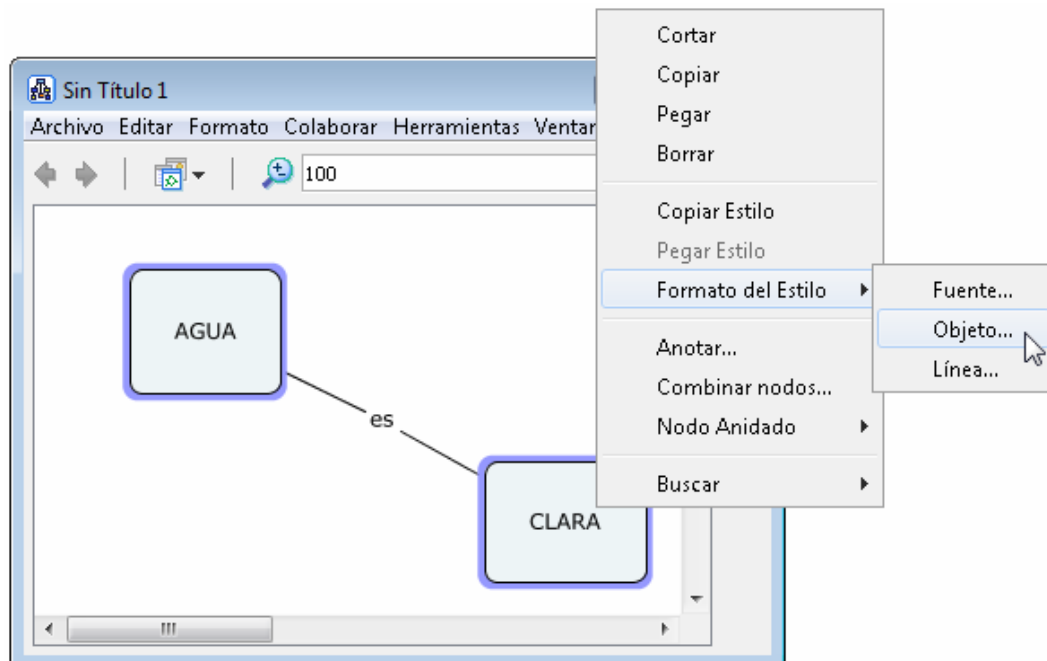 Sin Título 1
Archivo Editar Formato Colaborar Herramientas
100
AGUA
es
CLARA
Cortar
Copiar
Pegar
Borrar
Copiar Estilo
Pegar Estilo
Formato del Estilo
Anotar...
Combinar nodos...
Nodo Anidado
Buscar
Fuente...
Objeto...
Línea...